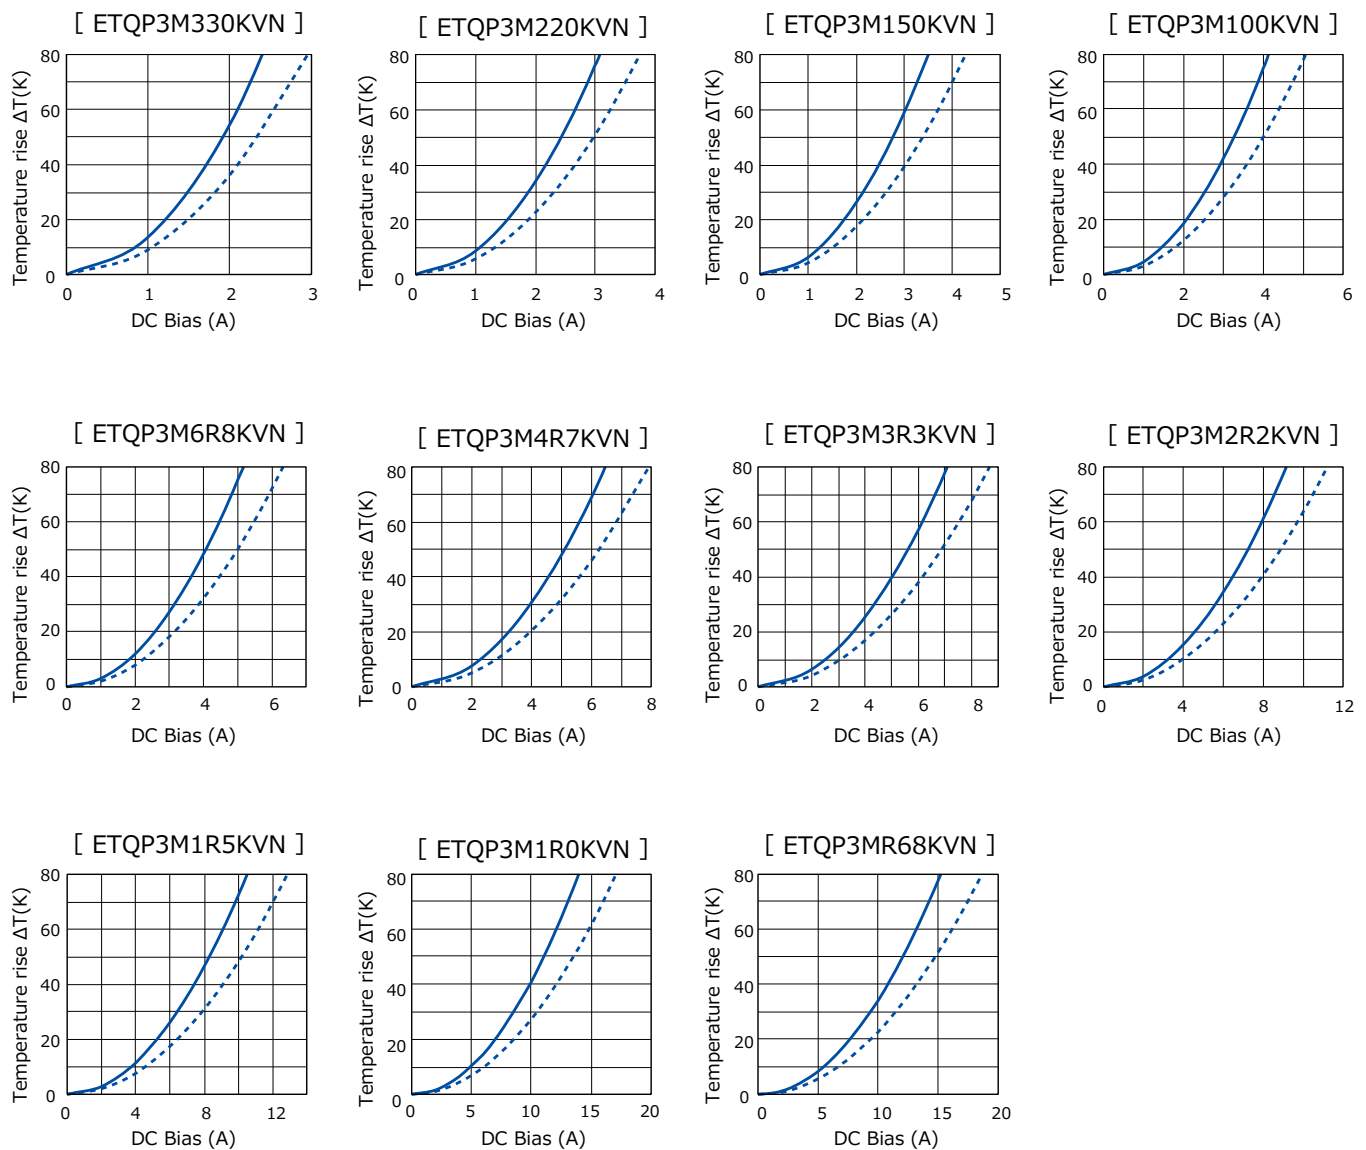 [ ETQP3M330KVN ]
80
60
40
20
0
Temperature rise ΔT(K)
0 1 2 3
DC Bias (A)
[ ETQP3M220KVN ]
80
60
40
20
0
Temperature rise ΔT(K)
0 1 2 3 4
DC Bias (A)
[ ETQP3M150KVN ]
80
60
40
20
0
Temperature rise ΔT(K)
0 1 2 3 4 5
DC Bias (A)
[ ETQP3M100KVN ]
80
60
40
20
0
Temperature rise ΔT(K)
0 2 4 6
DC Bias (A)
[ ETQP3M6R8KVN ]
80
60
40
20
0
Temperature rise ΔT(K)
0 2 4 6
DC Bias (A)
[ ETQP3M4R7KVN ]
80
60
40
20
0
Temperature rise ΔT(K)
0 2 4 6 8
DC Bias (A)
[ ETQP3M3R3KVN ]
80
60
40
20
0
Temperature rise ΔT(K)
0 2 4 6 8
DC Bias (A)
[ ETQP3M2R2KVN ]
80
60
40
20
0
Temperature rise ΔT(K)
0 4 8 12
DC Bias (A)
[ ETQP3M1R5KVN ]
80
60
40
20
0
Temperature rise ΔT(K)
0 4 8 12
DC Bias (A)
[ ETQP3M1R0KVN ]
80
60
40
20
0
Temperature rise ΔT(K)
0 5 10 15 20
DC Bias (A)
[ ETQP3MR68KVN ]
80
60
40
20
0
Temperature rise ΔT(K)
0 5 10 15 20
DC Bias (A)